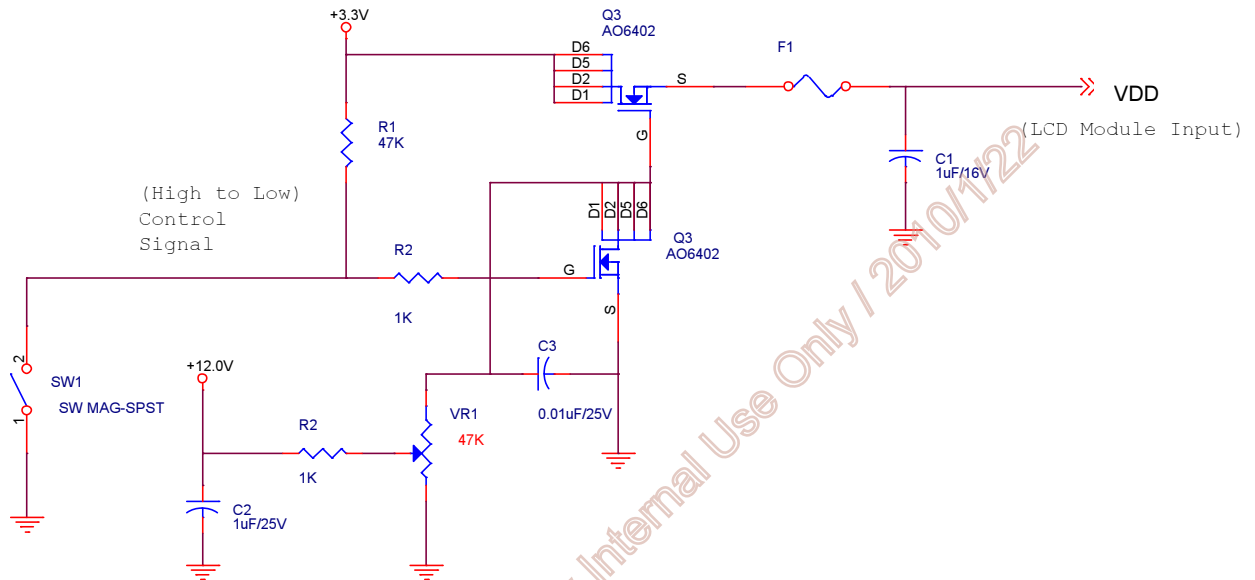 +3.3V
Q3
AO6402
F1
D6
D5
D2
D1
S
G
VDD
(LCD Module Input)
R1
47K
C1
1uF/16V
(High to Low)
Control
Signal
D1
D2
D5
D6
Q3
AO6402
R2
1K
G
S
2
1
SW1
SW MAG-SPST
+12.0V
C3
0.01uF/25V
VR1
47K
R2
1K
C2
1uF/25V
Internal Use Only / 2010/1/22